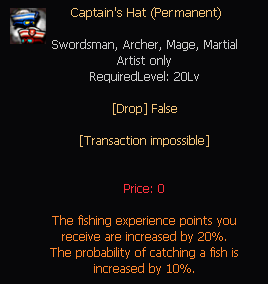 Captain's Hat (Permanent)
Swordsman, Archer, Mage, Martial
Artist only
RequiredLevel: 20Lv
[Drop] False
[Transaction impossible]
Price: 0
The fishing experience points you
receive are increased by 20%.
The probability of catching a fish is
increased by 10%.